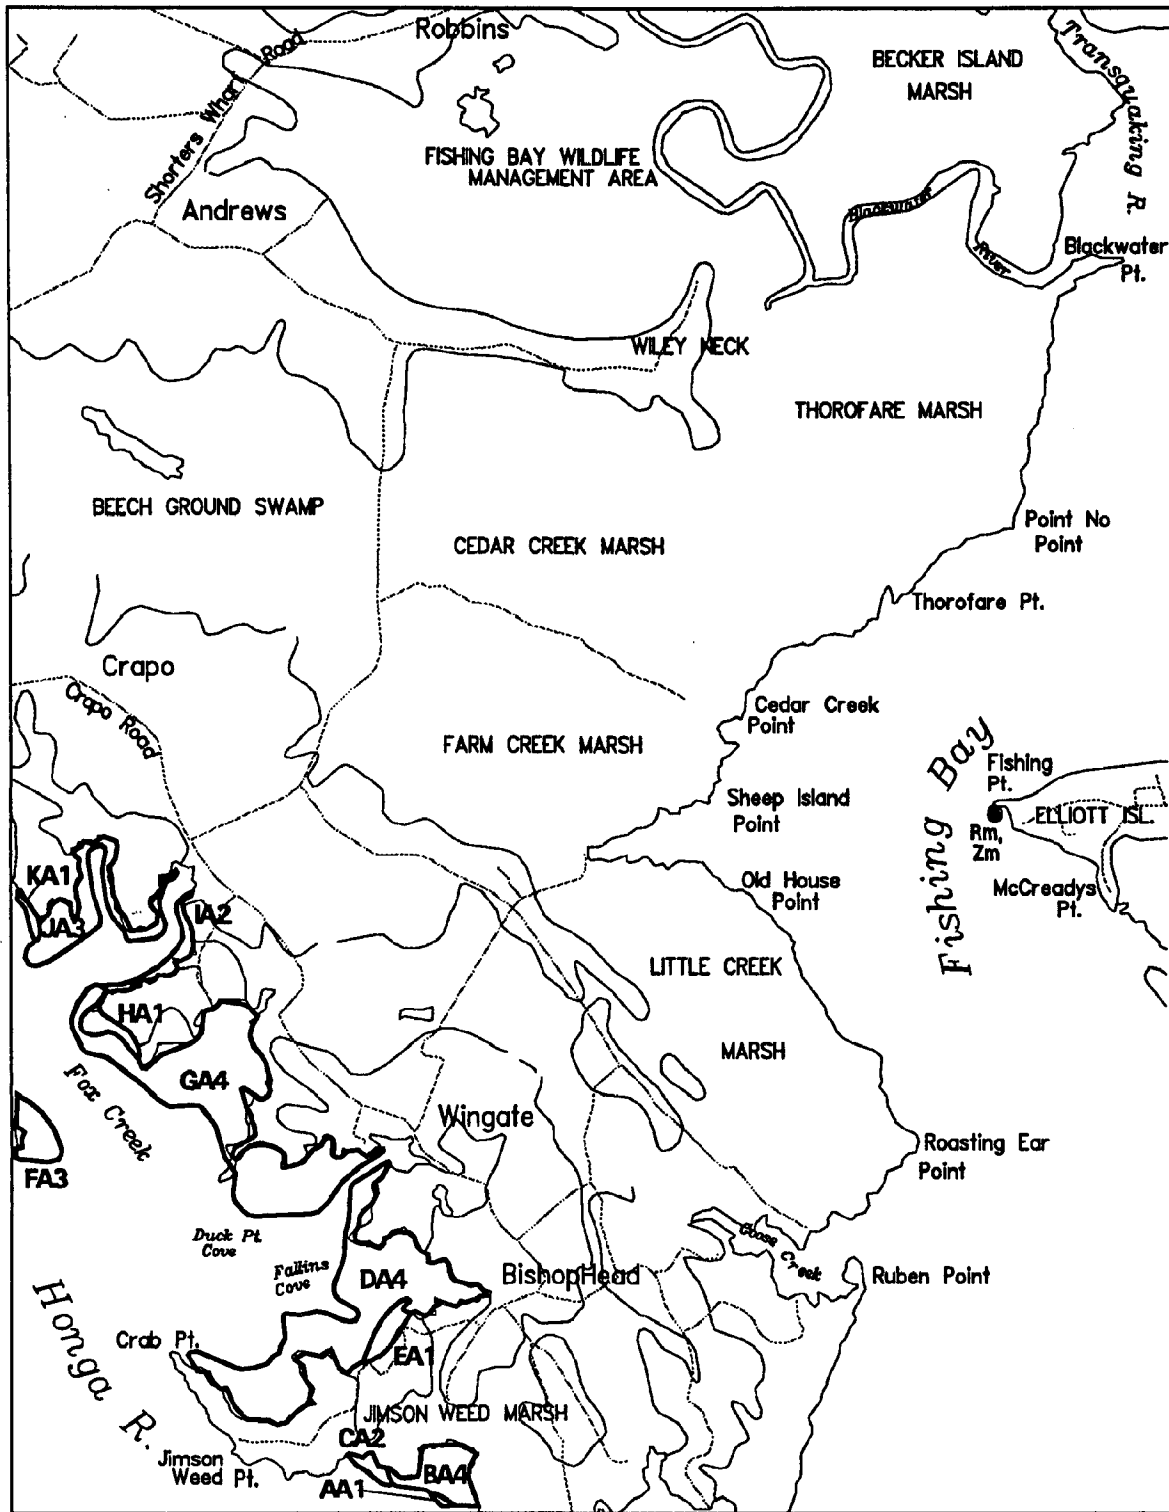 Robbins
Shorters Wharf Road
BECKER ISLAND
MARSH
Transquaking R.
FISHING BAY WILDLIFE
MANAGEMENT AREA
Andrews
Blackwater
River
Blackwater
Pt.
WILEY NECK
THOROFARE MARSH
BEECH GROUND SWAMP
CEDAR CREEK MARSH
Point No
Point
Thorofare Pt.
Crapo
Crapo Road
Cedar Creek
Point
FARM CREEK MARSH
Fishing Bay
Fishing
Pt.
Sheep Island
Point
ELLIOTT ISL.
Rm,
Zm
KA1
JA3
IA2
Old House
Point
McCreadys
Pt.
LITTLE CREEK
MARSH
HA1
GA4
Fox Creek
Wingate
FA3
Roasting Ear
Point
Duck Pt.
Cove
Fallins
Cove
Goose Creek
DA4
BishopHead
Ruben Point
Honga R.
Crab Pt.
EA1
JIMSON WEED MARSH
CA2
Jimson
Weed Pt.
AA1
BA4